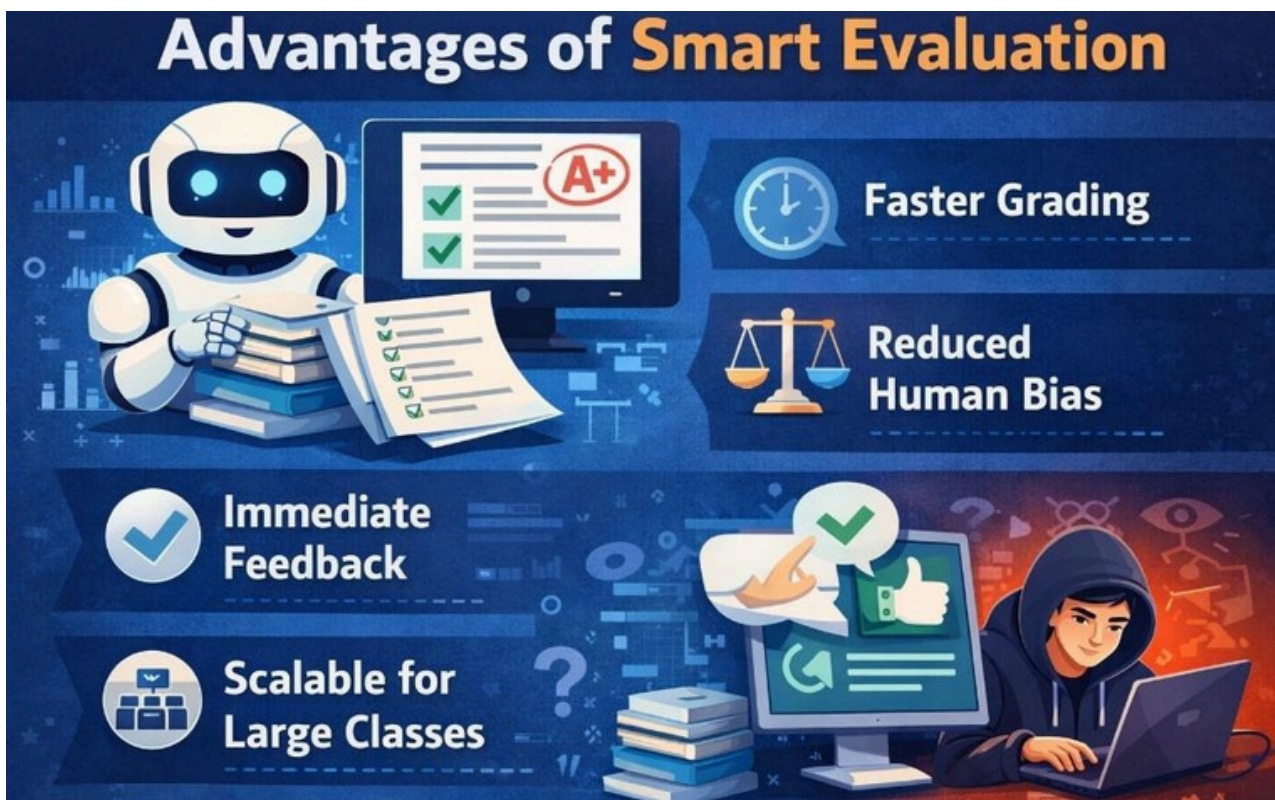 Advantages of Smart Evaluation
A+
Faster Grading
Reduced
Human Bias
Immediate
Feedback
Scalable for
Large Classes